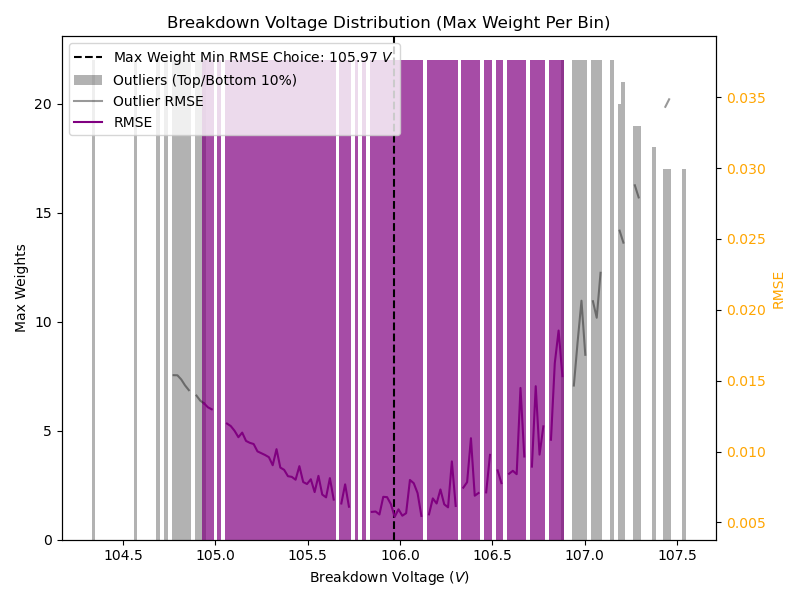 Breakdown Voltage Distribution (Max Weight Per Bin)
Max Weight Min RMSE Choice: 105.97 V
Outliers (Top/Bottom 10%)
Outlier RMSE
RMSE
Max Weights
20
15
10
5
0
0.035
0.030
0.025
0.020
0.015
0.010
0.005
RMSE
104.5 105.0 105.5 106.0 106.5 107.0 107.5
Breakdown Voltage (V)